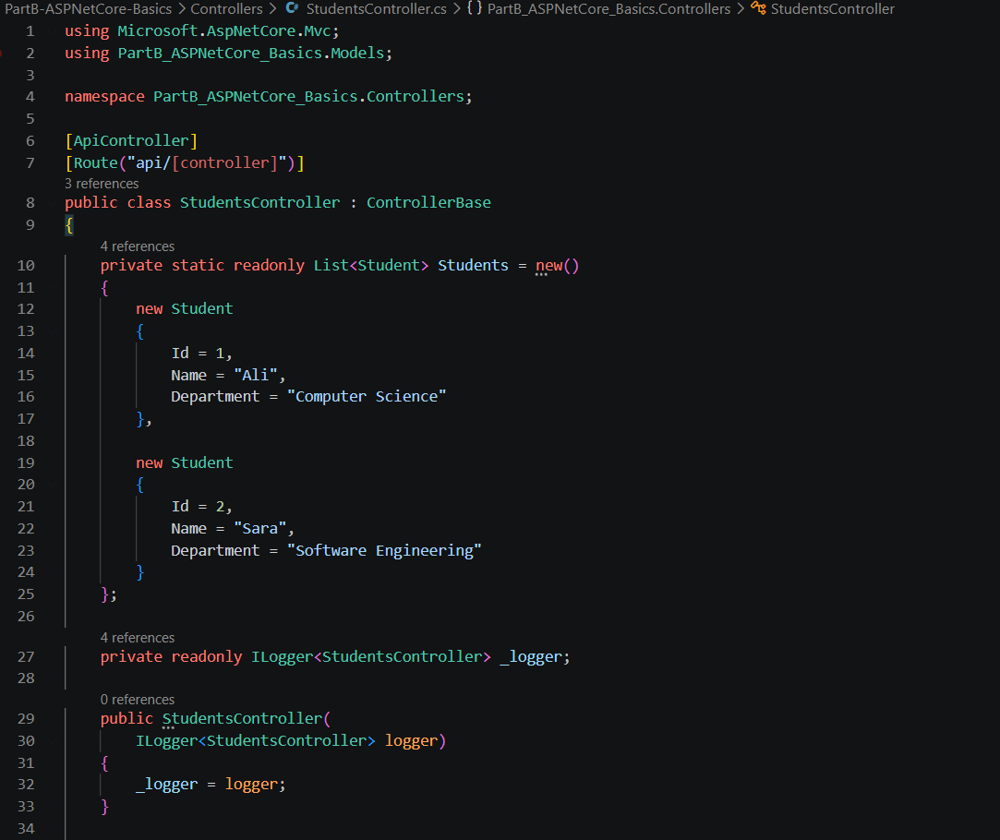 PartB-ASPNetCore-Basics > Controllers > StudentsController.cs > {} PartB_ASPNetCore_Basics.Controllers > StudentsController
1 using Microsoft.AspNetCore.Mvc;
2 using PartB_ASPNetCore_Basics.Models;
3
4 namespace PartB_ASPNetCore_Basics.Controllers;
5
6 [ApiController]
7 [Route("api/[controller]")]
3 references
8 public class StudentsController : ControllerBase
9 {
4 references
10 private static readonly List<Student> Students = new()
11 {
12 new Student
13 {
14 Id = 1,
15 Name = "Ali",
16 Department = "Computer Science"
17 },
18
19 new Student
20 {
21 Id = 2,
22 Name = "Sara",
23 Department = "Software Engineering"
24 }
25 };
26
4 references
27 private readonly ILogger<StudentsController> _logger;
28
0 references
29 public StudentsController(
30 ILogger<StudentsController> logger)
31 {
32 _logger = logger;
33 }
34